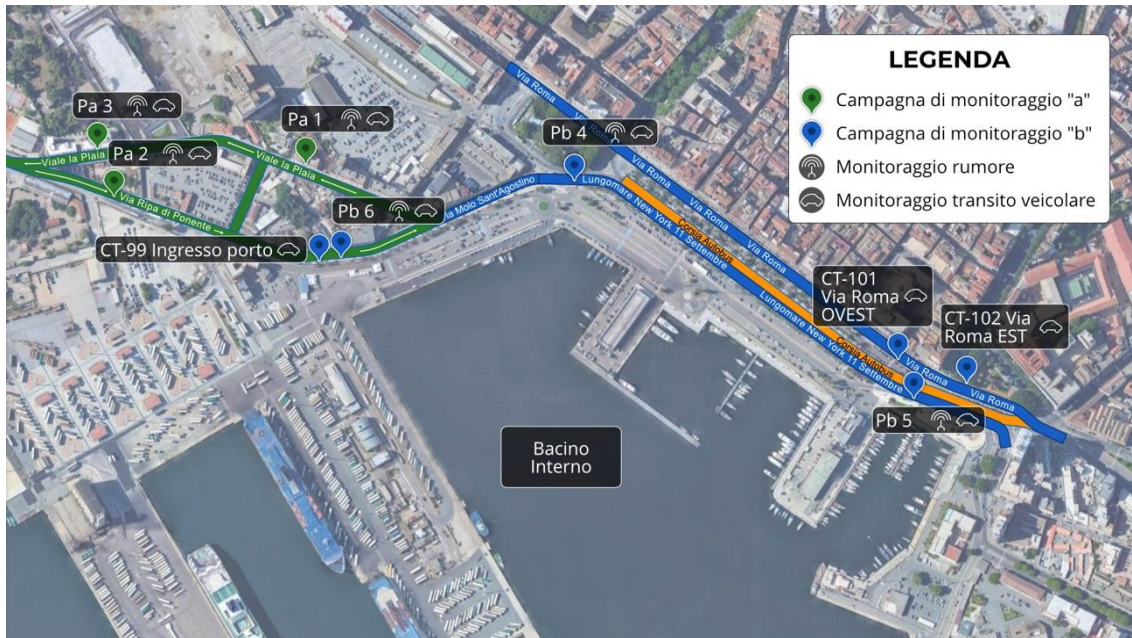 LEGENDA
Campagna di monitoraggio "a"
Campagna di monitoraggio "b"
Monitoraggio rumore
Monitoraggio transito veicolare
Via Roma
Pa 3
Pa 1
Pb 4
Viale la Plaia
Viale la Plaia
Pa 2
Via Roma
Lungomare New York 11 Settembre
Via Roma
Via Ripa di Ponente
Pb 6
Molo Sant'Agostino
Via Roma
CT-99 Ingresso porto
Corsia Autobus
Via Roma
CT-101
Via Roma
OVEST
CT-102 Via
Roma EST
Lungomare New York 11 Settembre
Corsia Autobus
Via Roma
Via Roma
Pb 5
Bacino
Interno